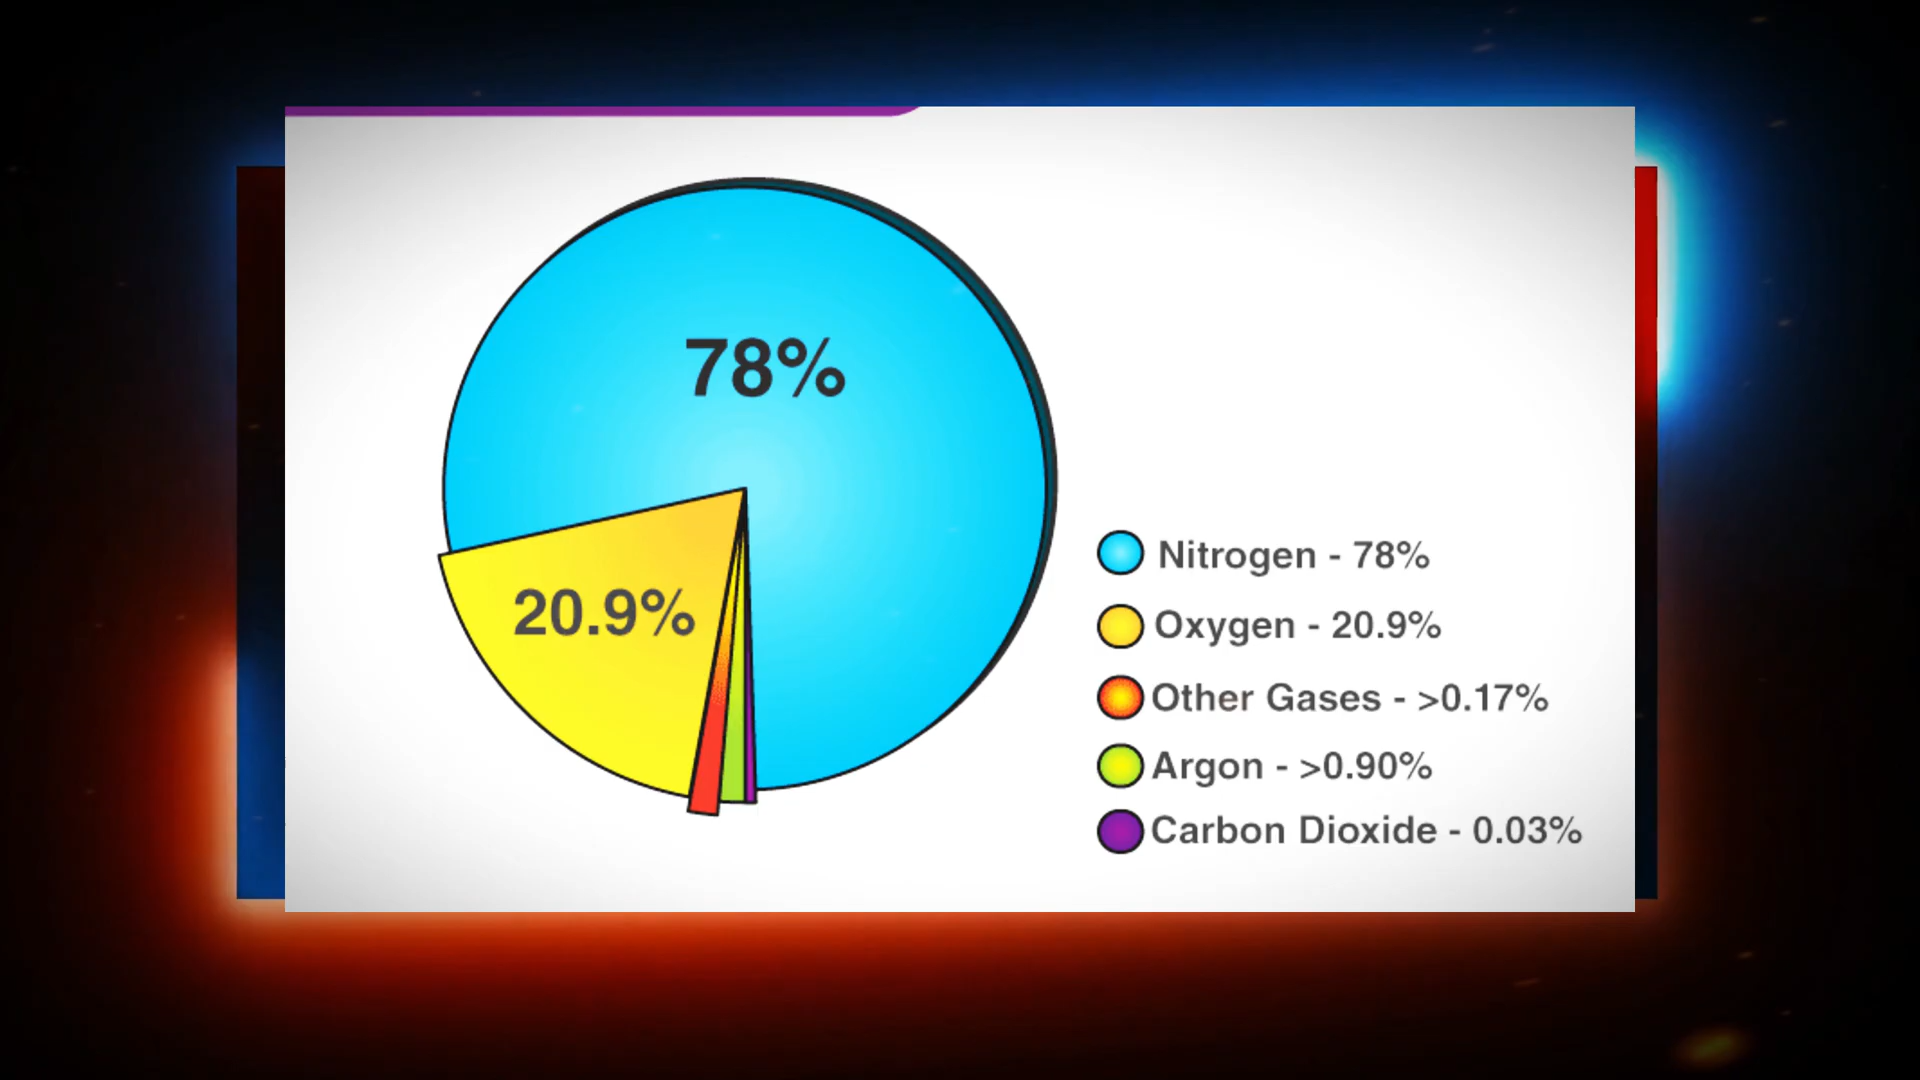 78%
20.9%
Nitrogen - 78%
Oxygen - 20.9%
Other Gases - >0.17%
Argon - >0.90%
Carbon Dioxide - 0.03%